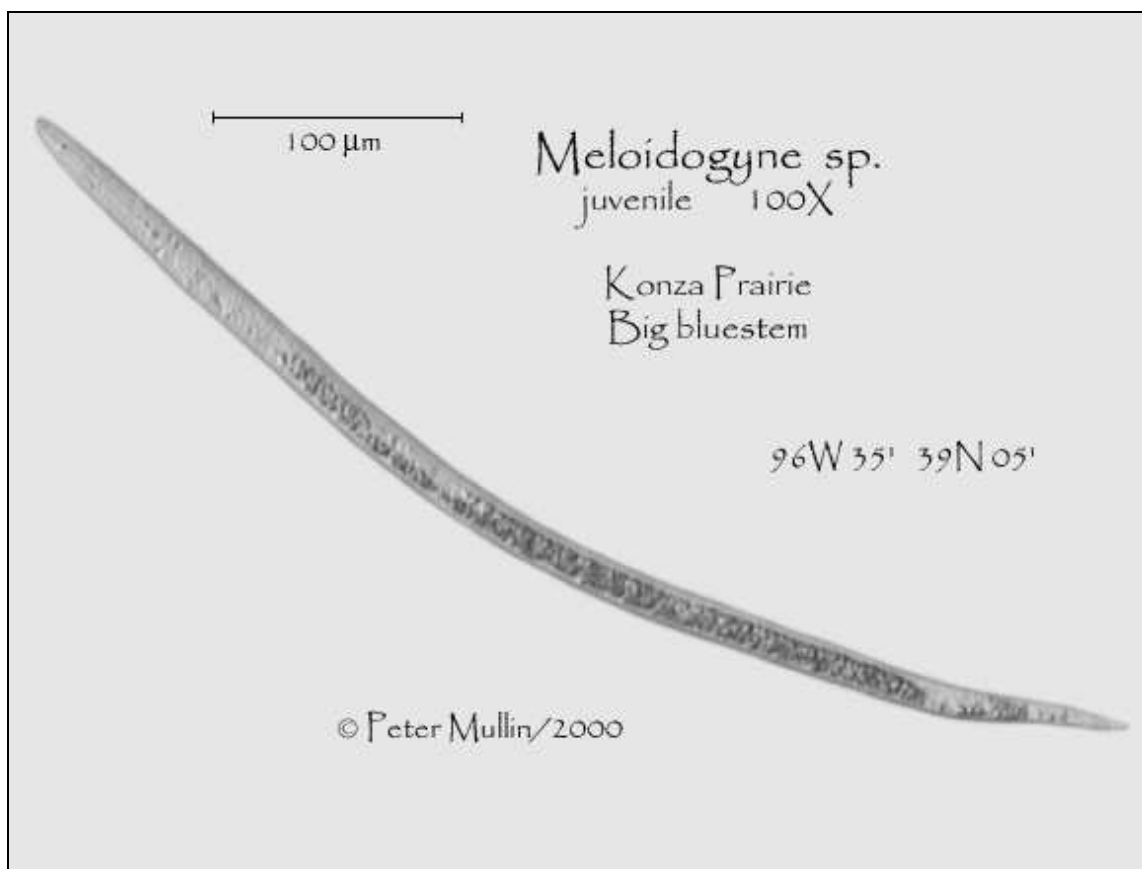 100 µm
Meloidogyne sp.
juvenile 100X
Konza Prairie
Big bluestem
96W 35' 39N 05'
© Peter Mullin/2000